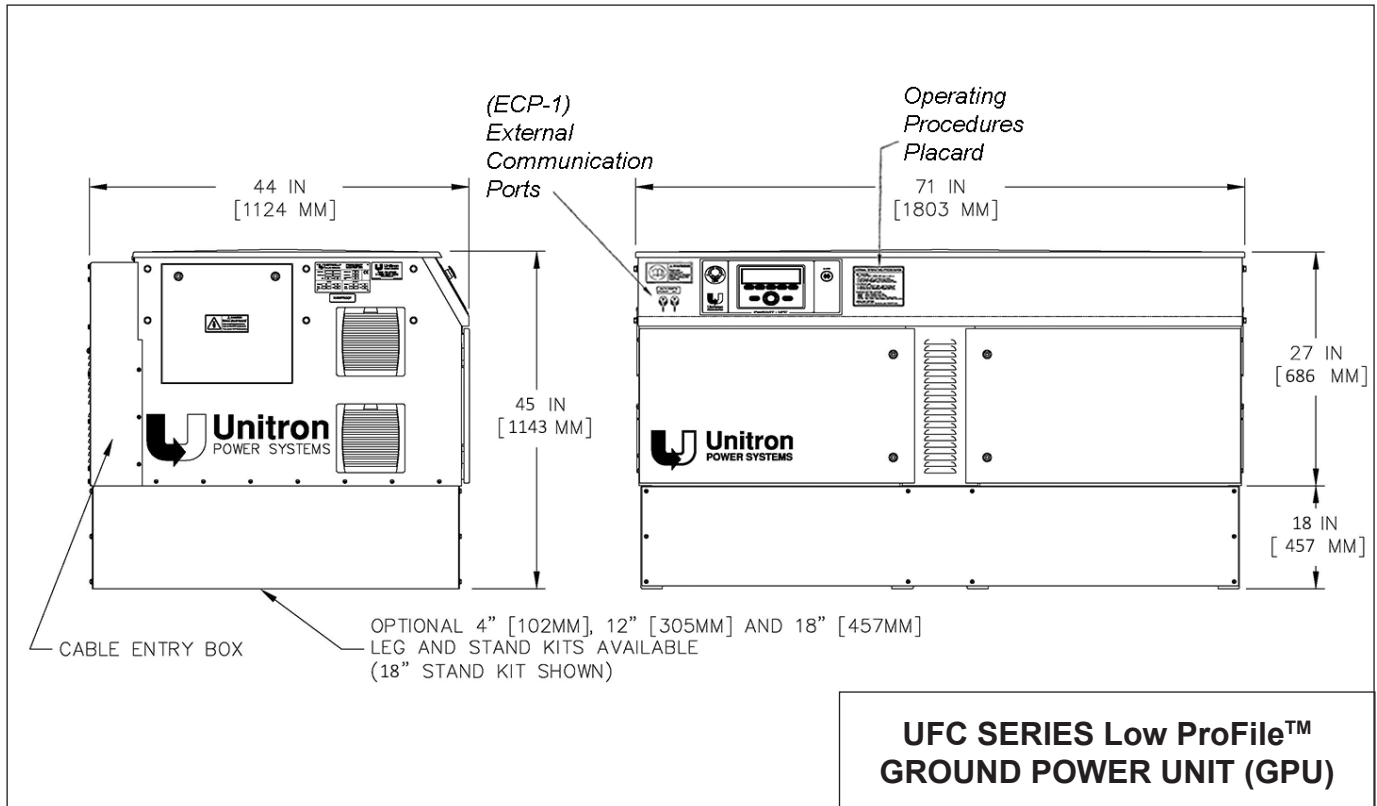 (ECP-1)
External
Communication
Ports
Operating
Procedures
Placard
44 IN
[1124 MM]
71 IN
[1803 MM]
Unitron
POWER SYSTEMS
45 IN
[1143 MM]
Unitron
POWER SYSTEMS
27 IN
[686 MM]
18 IN
[ 457 MM]
CABLE ENTRY BOX
OPTIONAL 4” [102MM], 12” [305MM] AND 18” [457MM]
LEG AND STAND KITS AVAILABLE
(18” STAND KIT SHOWN)
UFC SERIES Low ProFile™
GROUND POWER UNIT (GPU)